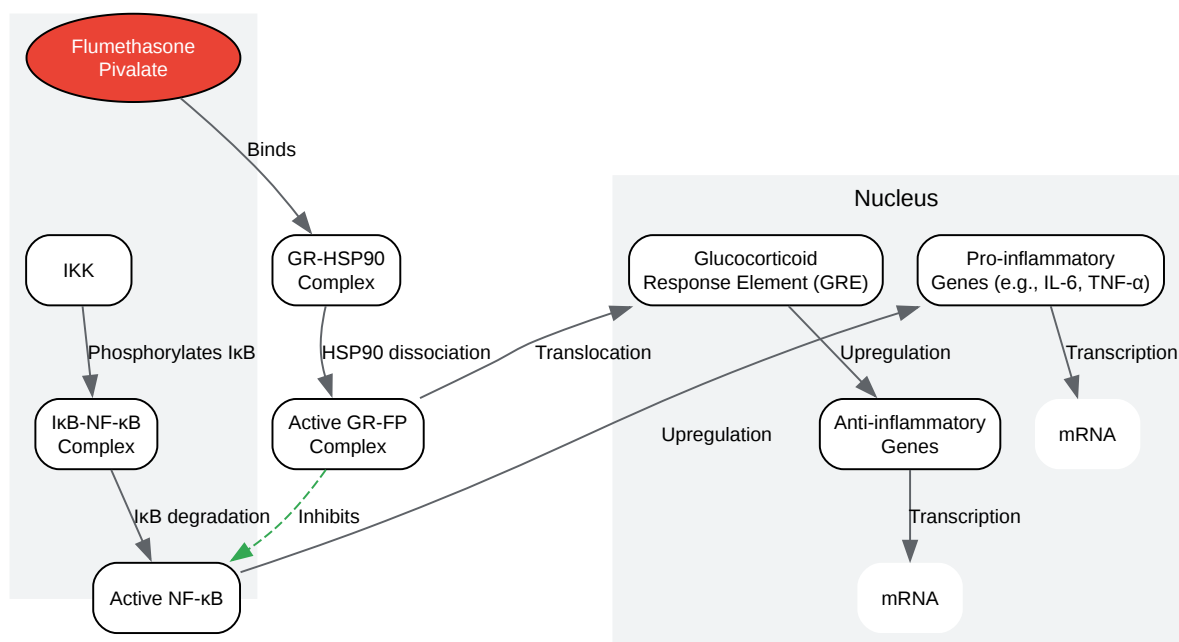 Flumethasone
Pivalate
Binds
Nucleus
IKK
GR-HSP90
Complex
Glucocorticoid
Response Element (GRE)
Pro-inflammatory
Genes (e.g., IL-6, TNF-α)
Phosphorylates IκB
HSP90 dissociation
Translocation
Upregulation
Transcription
IκB-NF-κB
Complex
Active GR-FP
Complex
Upregulation
Anti-inflammatory
Genes
mRNA
IκB degradation
Inhibits
Transcription
Active NF-κB
mRNA